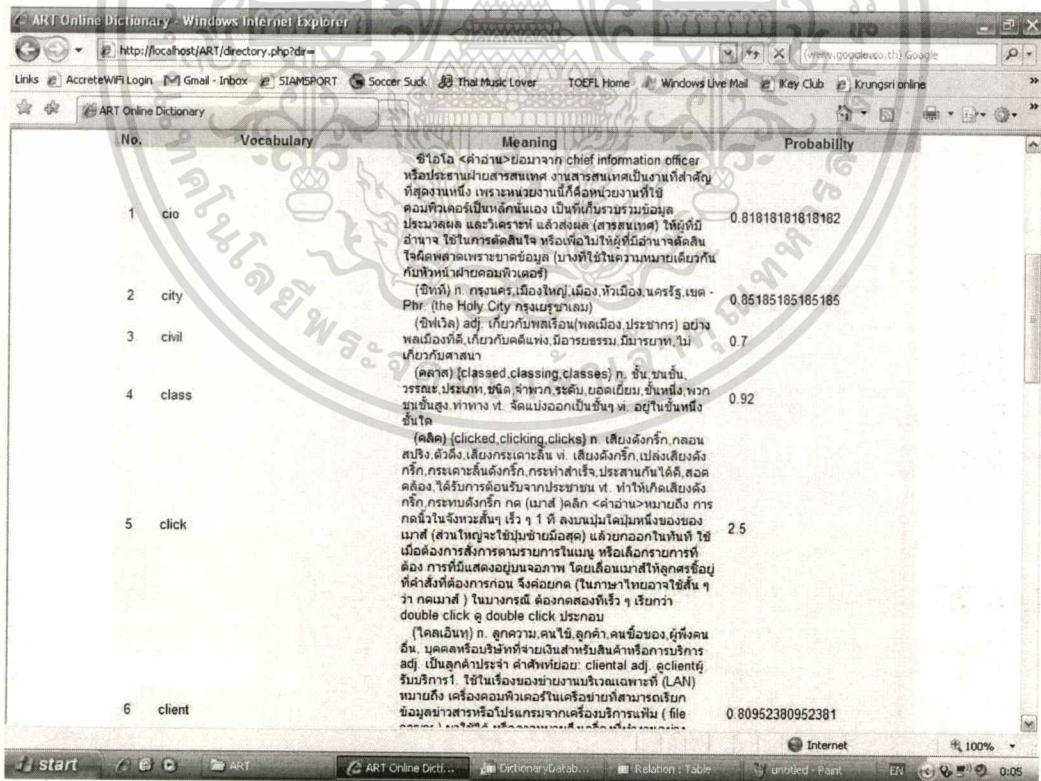 ART Online Dictionary - Windows Internet Explorer
http://localhost/ART/directory.php?dir=
(www.google.co.th) Google
Links AccreteWiFi Login Gmail - Inbox SIAMSPORT Soccer Suck Thai Music Lover TOEFL Home Windows Live Mail iKey Club Krungsri online
ART Online Dictionary
No. Vocabulary Meaning Probability
ซีไอโอ <คำอ่าน>ย่อมาจาก chief information officer
หรือประธานฝ่ายสารสนเทศ งานสารสนเทศเป็นงานที่สำคัญ
ที่สุดงานหนึ่ง เพราะหน่วยงานนี้ก็คือหน่วยงานที่ใช้
คอมพิวเตอร์เป็นหลักนั่นเอง เป็นที่เก็บรวบรวมข้อมูล
1 cio ประมวลผล และวิเคราะห์ แล้วส่งผล (สารสนเทศ) ให้ผู้ที่มี 0.81818181818182
อำนาจ ใช้ในการตัดสินใจ หรือเพื่อไม่ให้ผู้ที่มีอำนาจตัดสิน
ใจผิดพลาดเพราะขาดข้อมูล (บางทีใช้ในความหมายเดียวกัน
กับหัวหน้าฝ่ายคอมพิวเตอร์)
2 city (ซิทที) n. กรุงนคร,เมืองใหญ่,เมือง,หัวเมือง,นครรัฐ,เขต - 0.85185185185185
Phr. (the Holy City กรุงเยรูซาเลม)
(ซิฟเวิล) adj. เกี่ยวกับพลเรือน(พลเมือง,ประชากร) อย่าง
3 civil พลเมืองที่ดี,เกี่ยวกับคดีแพ่ง,มีอารยธรรม,มีมารยาท,ไม่ 0.7
เกี่ยวกับศาสนา
(คลาส) {classed,classing,classes} n. ชั้น,ชนชั้น,
4 class วรรณะ,ประเภท,ชนิด,จำพวก,ระดับ,ยอดเยี่ยม,ชั้นหนึ่ง,พวก 0.92
ชนชั้นสูง,ท่าทาง vt. จัดแบ่งออกเป็นชั้นๆ vi. อยู่ในชั้นหนึ่ง
ชั้นใด
(คลิค) {clicked,clicking,clicks} n. เสียงดังกริ๊ก,กลอน
สปริง,ตัวดึง,เสียงกระเดาะลิ้น vi. เสียงดังกริ๊ก,เปล่งเสียงดัง
กริ๊ก,กระเดาะลิ้นดังกริ๊ก,กระทำสำเร็จ,ประสานกันได้ดี,สอด
คล้อง,ได้รับการต้อนรับจากประชาชน vt. ทำให้เกิดเสียงดัง
กริ๊ก,กระทบดังกริ๊ก กด (เมาส์ )คลิก <คำอ่าน>หมายถึง การ
กดนิ้วในจังหวะสั้นๆ เร็ว ๆ 1 ที ลงบนปุ่มใดปุ่มหนึ่งของของ
5 click เมาส์ (ส่วนใหญ่จะใช้ปุ่มซ้ายมือสุด) แล้วยกออกในทันที ใช้ 2.5
เมื่อต้องการสั่งการตามรายการในเมนู หรือเลือกรายการที่
ต้อง การที่มีแสดงอยู่บนจอภาพ โดยเลื่อนเมาส์ให้ลูกศรชี้อยู่
ที่คำสั่งที่ต้องการก่อน จึงค่อยกด (ในภาษาไทยอาจใช้สั้น ๆ
ว่า กดเมาส์ ) ในบางกรณี ต้องกดสองทีเร็ว ๆ เรียกว่า
double click ดู double click ประกอบ
(ไคลเอินทฺ) n. ลูกความ,คนไข้,ลูกค้า,คนซื้อของ,ผู้พึ่งคน
อื่น, บุคคลหรือบริษัทที่จ่ายเงินสำหรับสินค้าหรือการบริการ
adj. เป็นลูกค้าประจำ คำศัพท์ย่อย: cliental adj. ดูclientผู้
รับบริการ1. ใช้ในเรื่องของข่ายงานบริเวณเฉพาะที่ (LAN)
หมายถึง เครื่องคอมพิวเตอร์ในเครือข่ายที่สามารถเรียก
6 client ข้อมูลข่าวสารหรือโปรแกรมจากเครื่องบริการแฟ้ม ( file 0.80952380952381
Internet 100%
start ART ART Online Dicti... DictionaryDatab... Relation : Table untitled - Paint EN 0:05